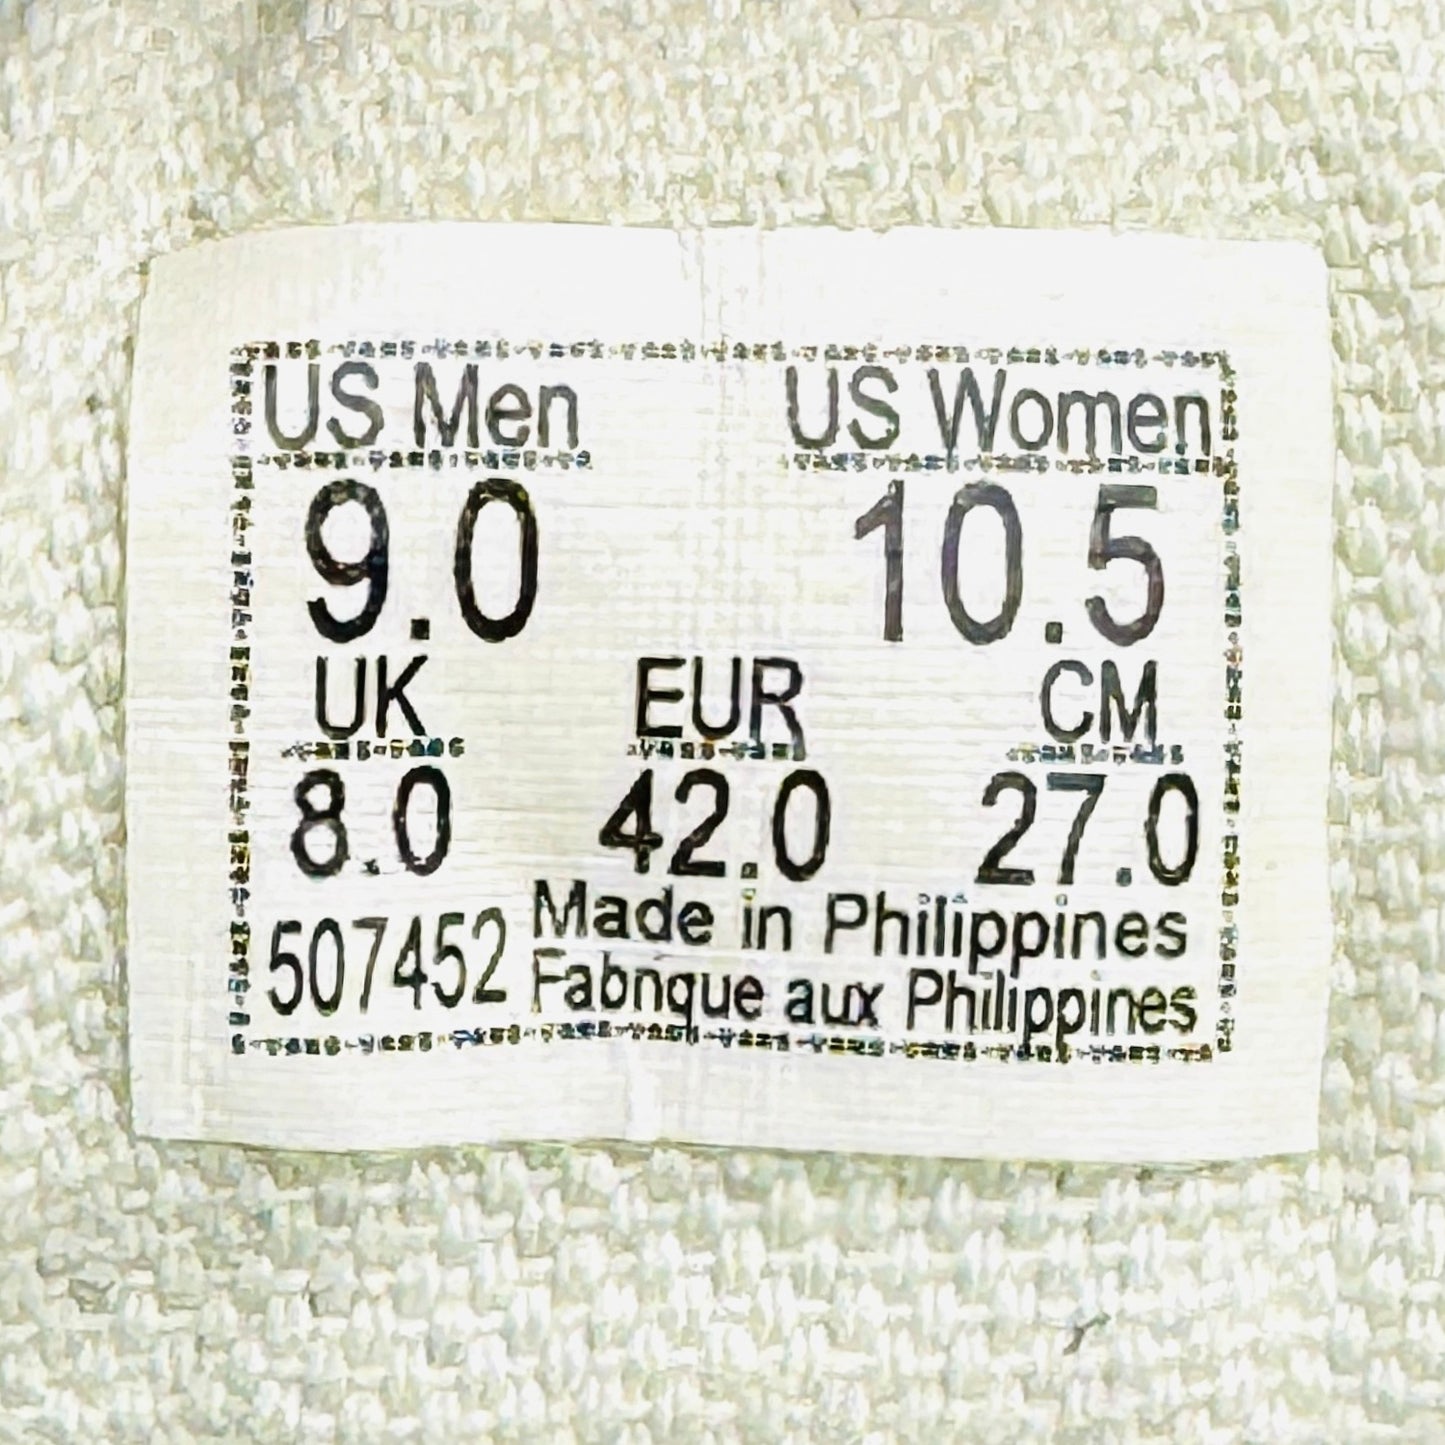 US Men US Women
9.0 10.5
UK EUR CM
8.0 42.0 27.0
507452 Made in Philippines
Fabrique aux Philippines